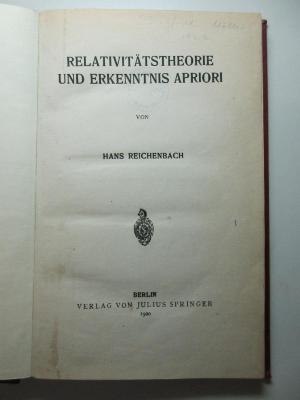 RELATIVITÄTSTHEORIE
UND ERKENNTNIS APRIORI
VON
HANS REICHENBACH
BERLIN
VERLAG VON JULIUS SPRINGER
1920